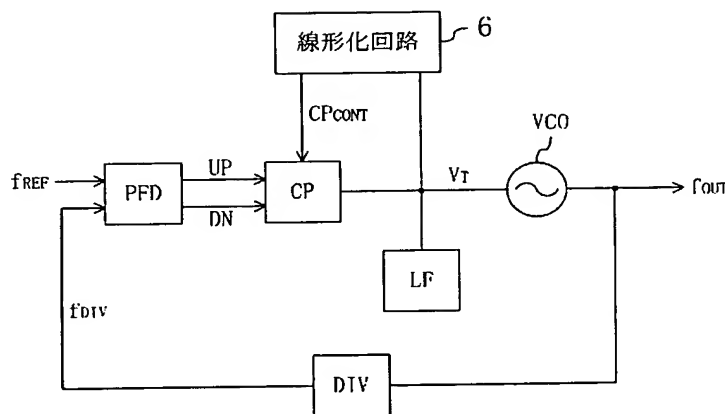 線形化回路
6
CPCONT
VCO
fREF
PFD
UP
DN
CP
VT
fOUT
LF
fDIV
DIV